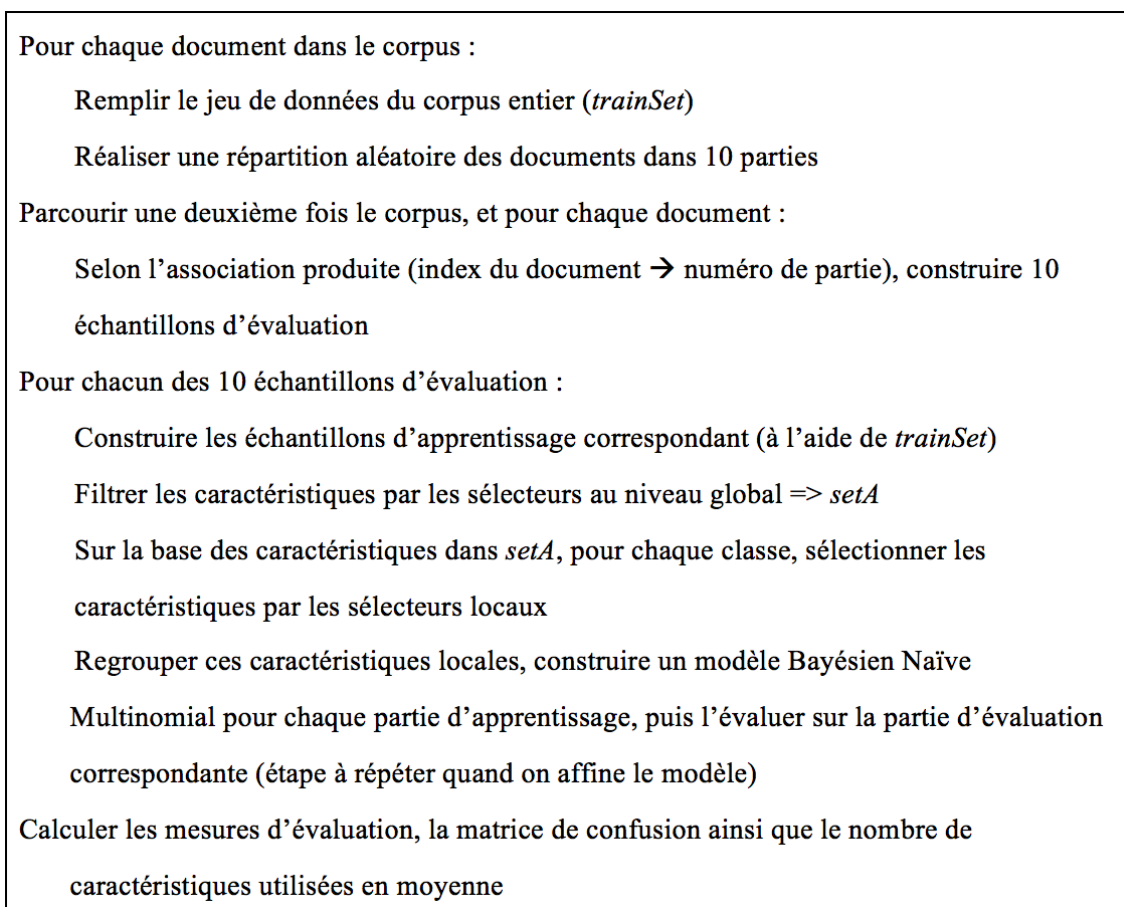 Pour chaque document dans le corpus :
Remplir le jeu de données du corpus entier (trainSet)
Réaliser une répartition aléatoire des documents dans 10 parties
Parcourir une deuxième fois le corpus, et pour chaque document :
Selon l’association produite (index du document → numéro de partie), construire 10
échantillons d’évaluation
Pour chacun des 10 échantillons d’évaluation :
Construire les échantillons d’apprentissage correspondant (à l’aide de trainSet)
Filtrer les caractéristiques par les sélecteurs au niveau global => setA
Sur la base des caractéristiques dans setA, pour chaque classe, sélectionner les
caractéristiques par les sélecteurs locaux
Regrouper ces caractéristiques locales, construire un modèle Bayésien Naïve
Multinomial pour chaque partie d’apprentissage, puis l’évaluer sur la partie d’évaluation
correspondante (étape à répéter quand on affine le modèle)
Calculer les mesures d’évaluation, la matrice de confusion ainsi que le nombre de
caractéristiques utilisées en moyenne